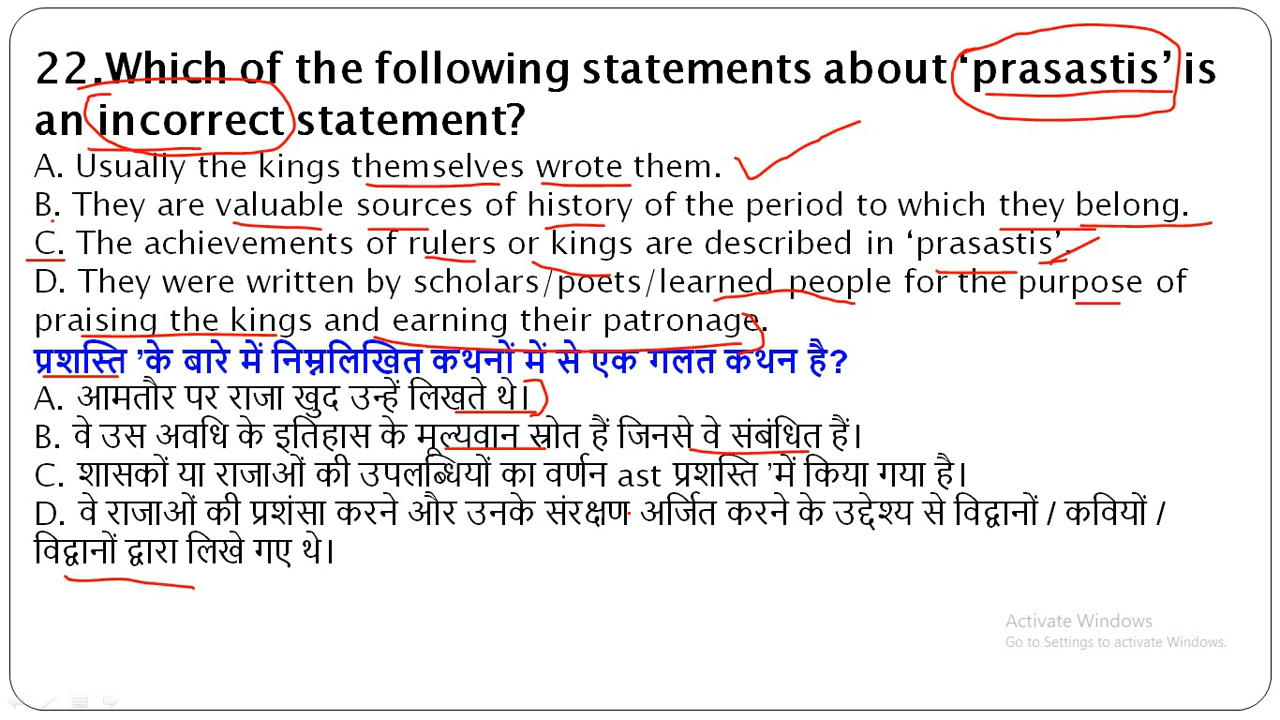 22.Which of the following statements about ‘prasastis’ is
an incorrect statement?
A. Usually the kings themselves wrote them.
B. They are valuable sources of history of the period to which they belong.
C. The achievements of rulers or kings are described in ‘prasastis’.
D. They were written by scholars/poets/learned people for the purpose of
praising the kings and earning their patronage.
प्रशस्ति ’के बारे में निम्नलिखित कथनों में से एक गलत कथन है?
A. आमतौर पर राजा खुद उन्हें लिखते थे।
B. वे उस अवधि के इतिहास के मूल्यवान स्रोत हैं जिनसे वे संबंधित हैं।
C. शासकों या राजाओं की उपलब्धियों का वर्णन ast प्रशस्ति ’में किया गया है।
D. वे राजाओं की प्रशंसा करने और उनके संरक्षण अर्जित करने के उद्देश्य से विद्वानों / कवियों /
विद्वानों द्वारा लिखे गए थे।
Activate Windows
Go to Settings to activate Windows.